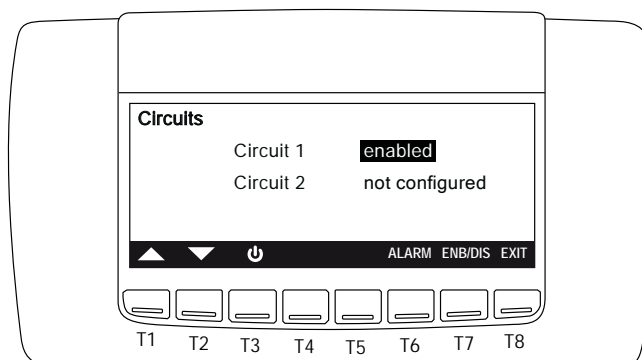 Circuits
Circuit 1 enabled
Circuit 2 not configured
ALARM ENB/DIS EXIT
T1 T2 T3 T4 T5 T6 T7 T8